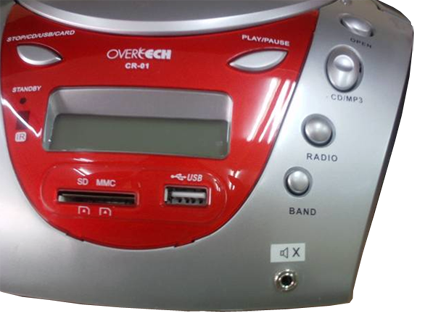 STOP/CD/USB/CARD
OVERTECH
CR-01
PLAY/PAUSE
OPEN
STANDBY
CD/MP3
IR
RADIO
SD MMC
USB
BAND
X